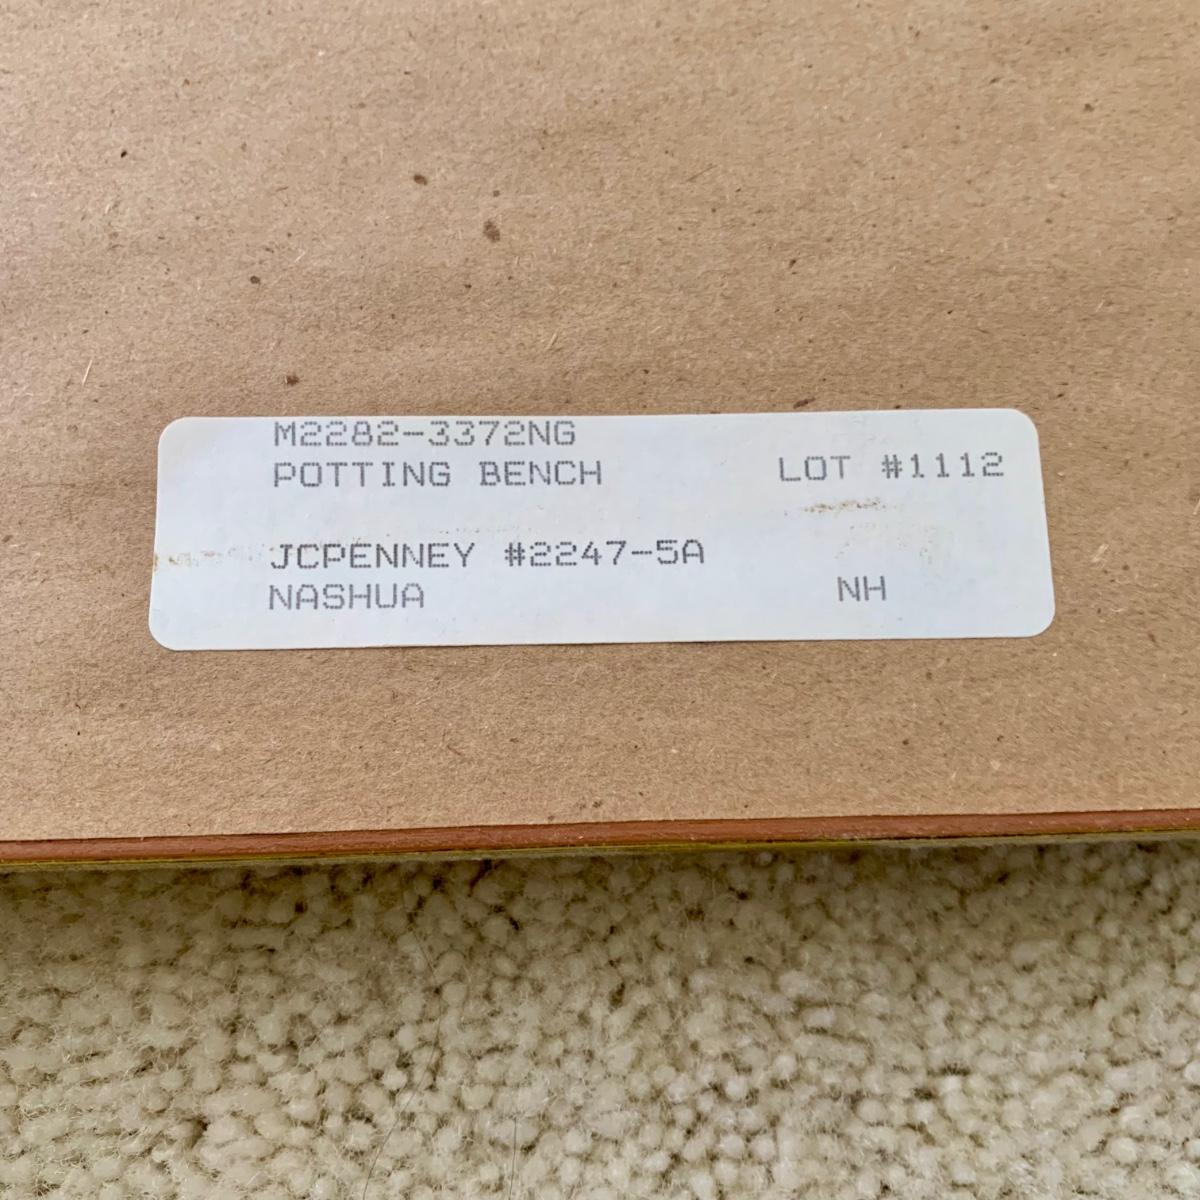 M2282-3372NG
POTTING BENCH LOT #1112
JCPENNEY #2247-5A
NASHUA NH